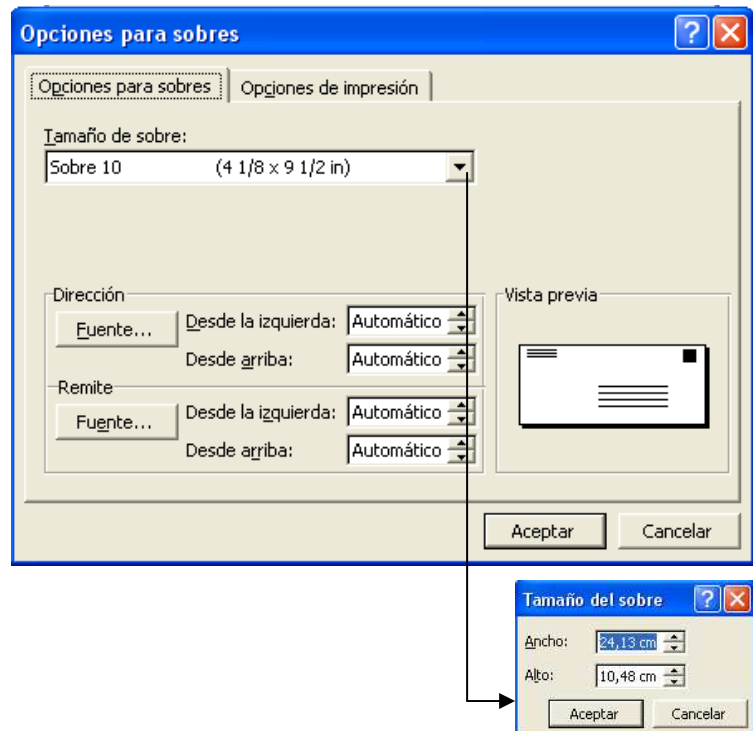 Opciones para sobres
Opciones para sobres
Opciones de impresión
Tamaño de sobre:
Sobre 10 (4 1/8 x 9 1/2 in)
Dirección
Fuente...
Desde la izquierda: Automático
Desde arriba: Automático
Remite
Fuente...
Desde la izquierda: Automático
Desde arriba: Automático
Vista previa
Aceptar
Cancelar
Tamaño del sobre
Ancho: 24,13 cm
Alto: 10,48 cm
Aceptar
Cancelar